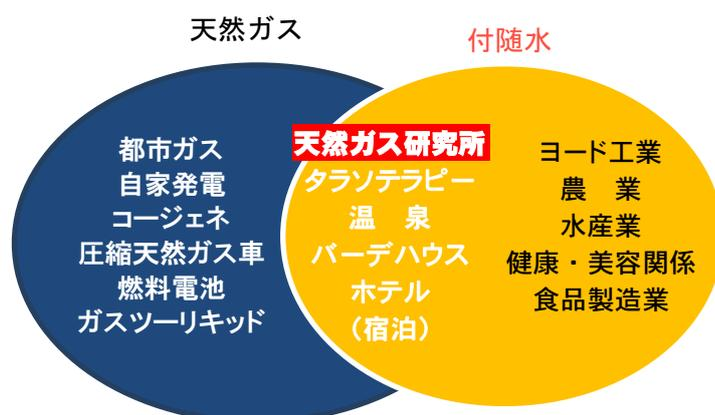 天然ガス
付随水
都市ガス
自家発電
コージェネ
圧縮天然ガス車
燃料電池
ガスツーリキッド
天然ガス研究所
タラソテラピー
温　泉
バーデハウス
ホテル
（宿泊）
ヨード工業
農　業
水産業
健康・美容関係
食品製造業